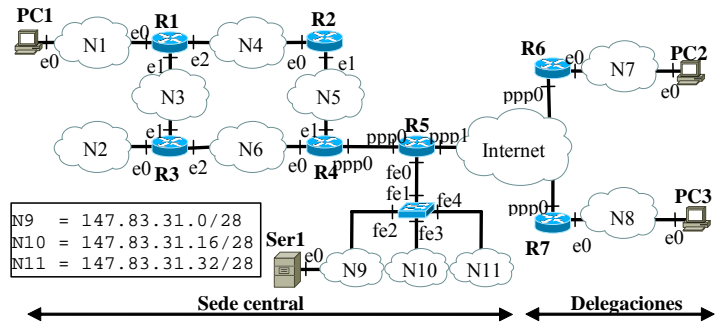 PC1
R1
R2
e0
N1
e0
e2
N4
e0
e1
e1
N3
N5
N2
e0
e1
R3
e2
N6
e1
e0
R4
ppp0
ppp0
R5
ppp1
fe0
fe1
fe2
fe3
fe4
Internet
R6
e0
N7
e0
PC2
ppp0
ppp0
R7
e0
N8
e0
PC3
N9 = 147.83.31.0/28
N10 = 147.83.31.16/28
N11 = 147.83.31.32/28
Ser1
e0
N9
N10
N11
Sede central
Delegaciones